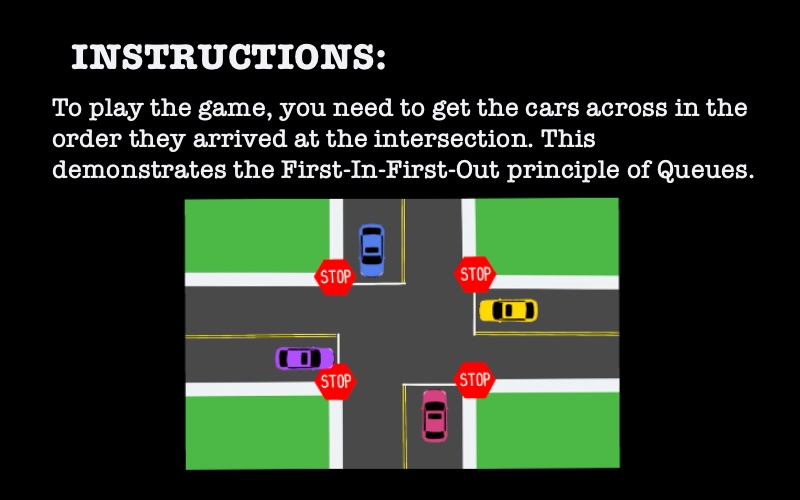 INSTRUCTIONS:
To play the game, you need to get the cars across in the
order they arrived at the intersection. This
demonstrates the First-In-First-Out principle of Queues.
STOP
STOP
STOP
STOP